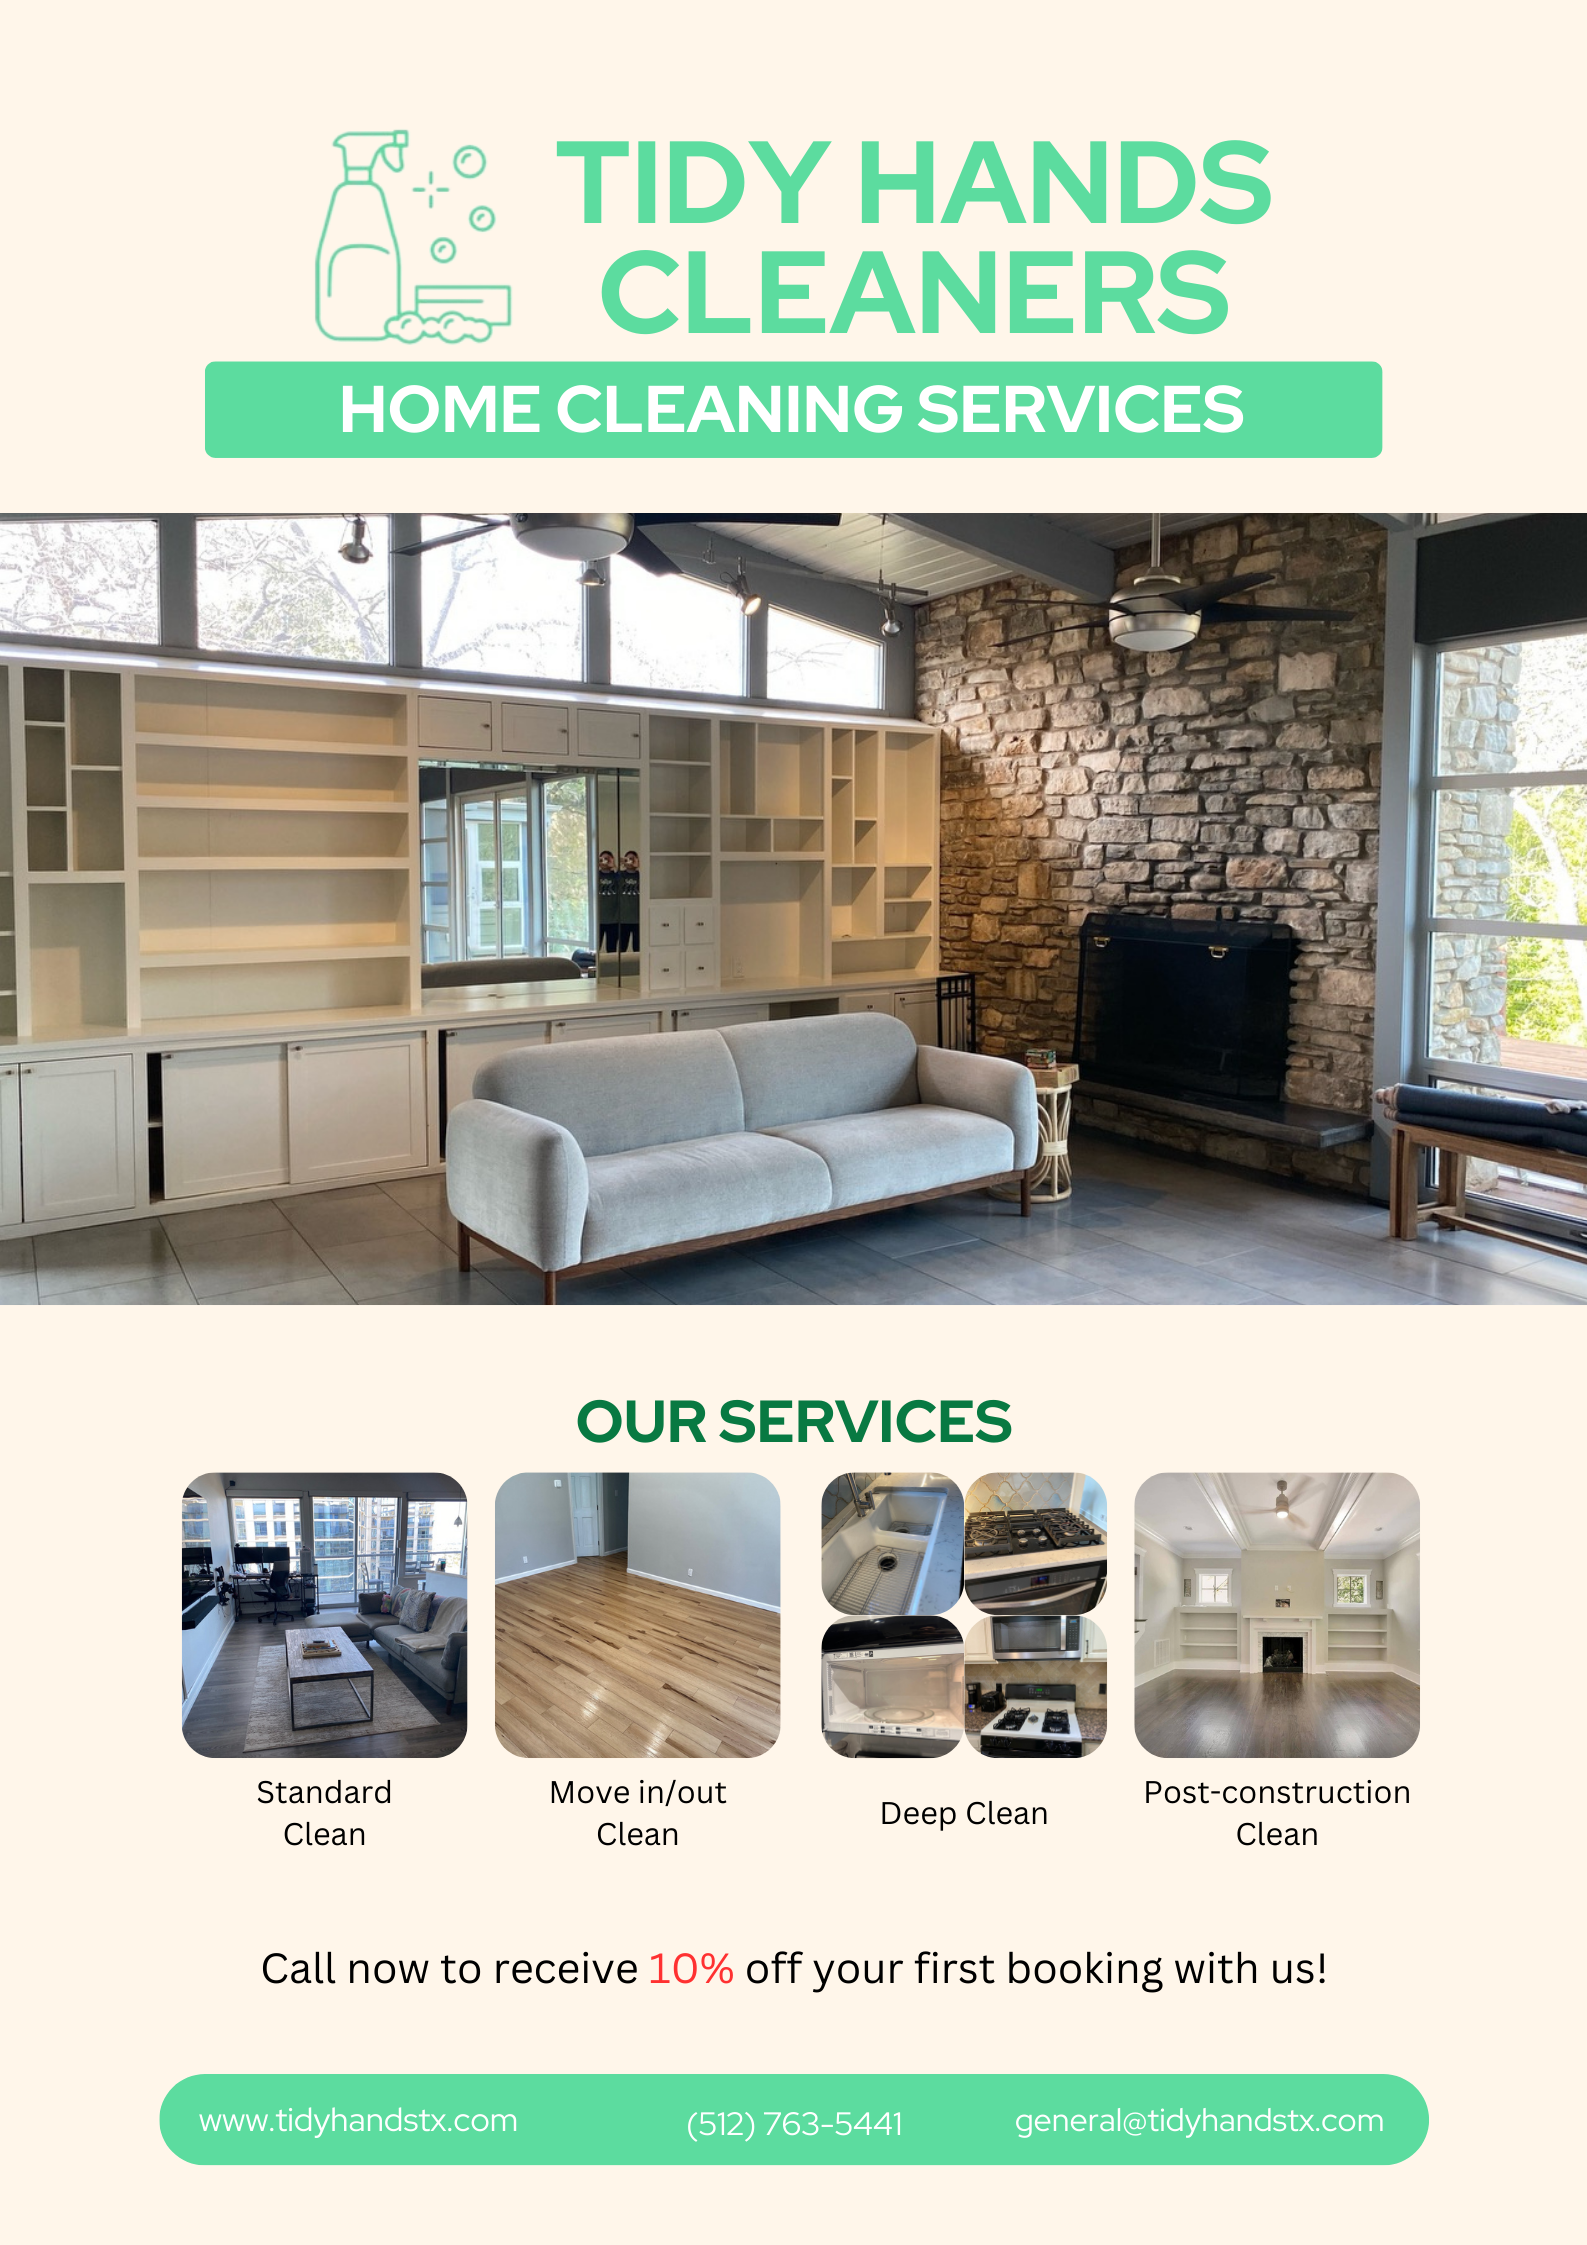 TIDY HANDS
CLEANERS
HOME CLEANING SERVICES
OUR SERVICES
Standard
Clean
Move in/out
Clean
Deep Clean
Post-construction
Clean
Call now to receive 10% off your first booking with us!
www.tidyhandstx.com
(512) 763-5441
general@tidyhandstx.com